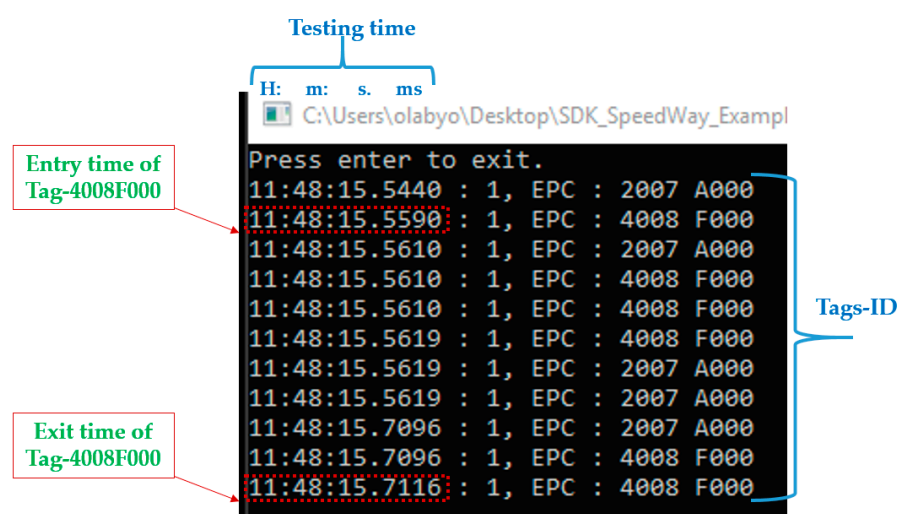 Testing time
H: m: s. ms
C:\Users\olabyo\Desktop\SDK_SpeedWay_Exampl
Press enter to exit.
11:48:15.5440 : 1, EPC : 2007 A000
11:48:15.5590 : 1, EPC : 4008 F000
11:48:15.5610 : 1, EPC : 2007 A000
11:48:15.5610 : 1, EPC : 4008 F000
11:48:15.5610 : 1, EPC : 4008 F000
11:48:15.5619 : 1, EPC : 4008 F000
11:48:15.5619 : 1, EPC : 2007 A000
11:48:15.5619 : 1, EPC : 2007 A000
11:48:15.7096 : 1, EPC : 2007 A000
11:48:15.7096 : 1, EPC : 4008 F000
11:48:15.7116 : 1, EPC : 4008 F000
Entry time of
Tag-4008F000
Exit time of
Tag-4008F000
Tags-ID